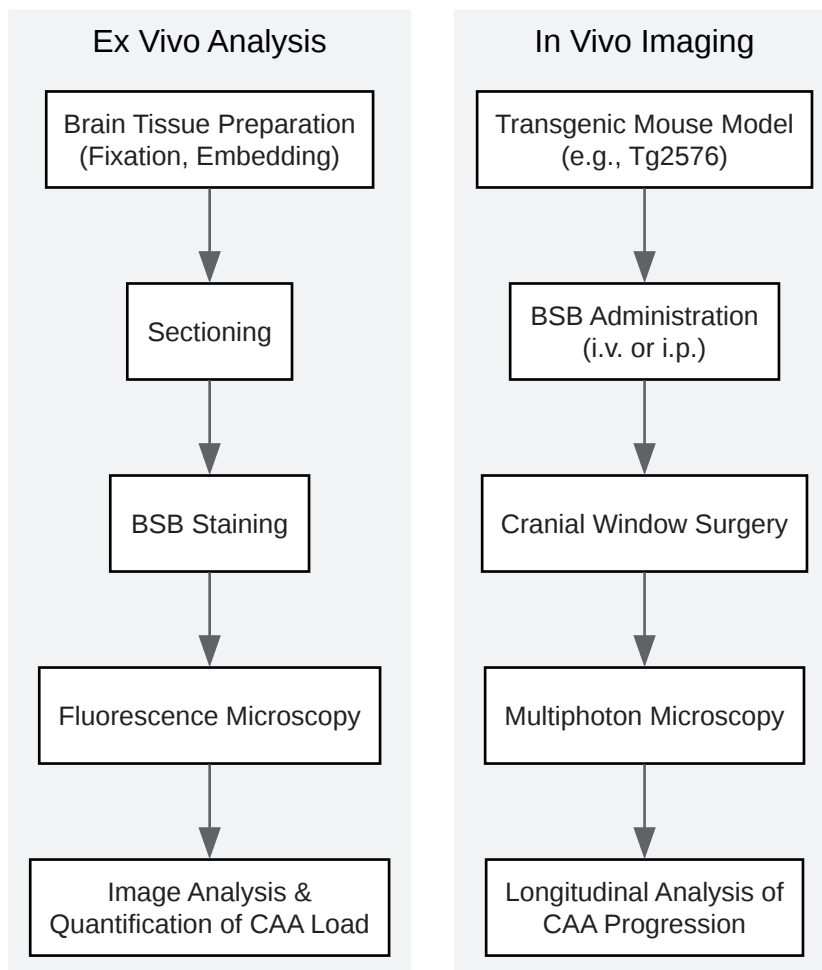 Ex Vivo Analysis
Brain Tissue Preparation
(Fixation, Embedding)
Sectioning
BSB Staining
Fluorescence Microscopy
Image Analysis &
Quantification of CAA Load
In Vivo Imaging
Transgenic Mouse Model
(e.g., Tg2576)
BSB Administration
(i.v. or i.p.)
Cranial Window Surgery
Multiphoton Microscopy
Longitudinal Analysis of
CAA Progression